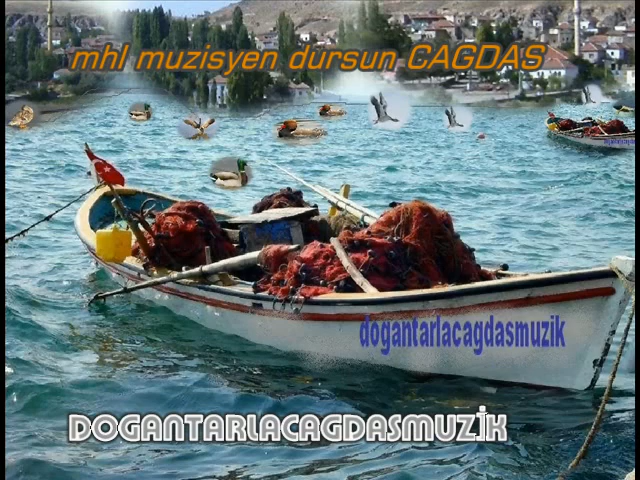 mhl muzisyen dursun CAGDAS
dogantarlacagdasmuzik
DOGANTARLACAGDASMUZİK